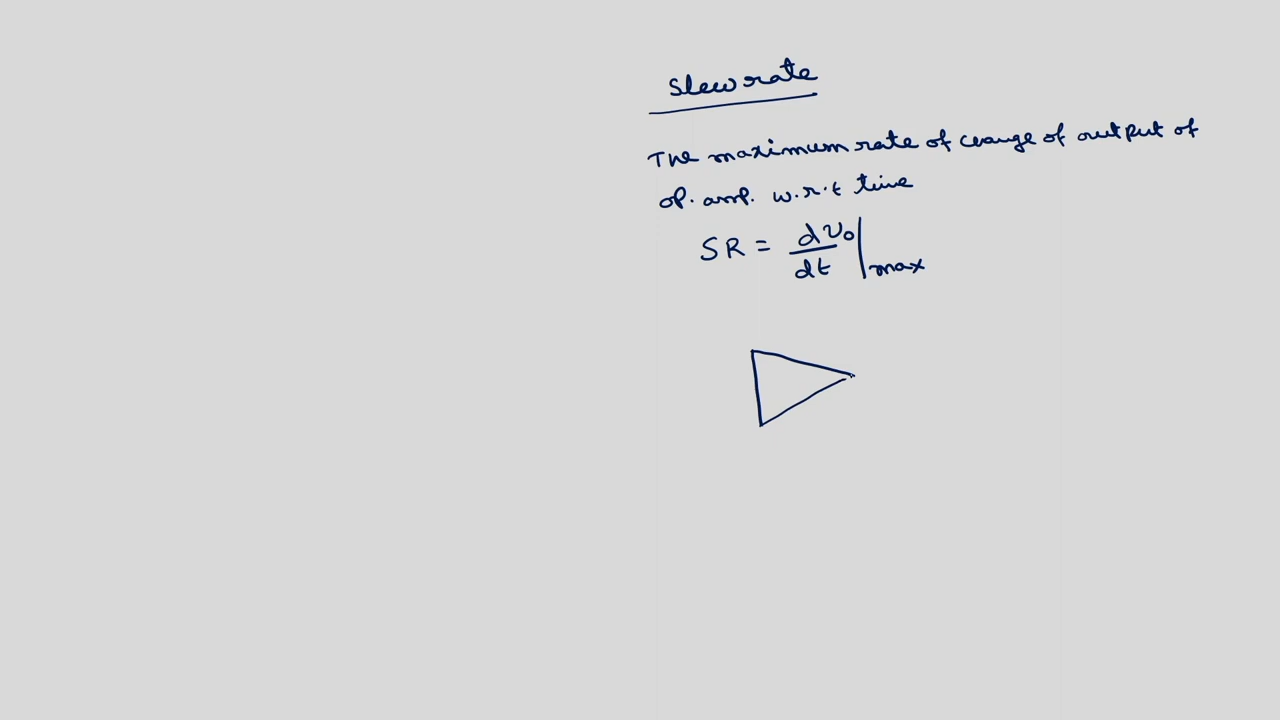 Slew rate
The maximum rate of change of output of
op. amp. w.r.t time
SR = dv₀/dt |max